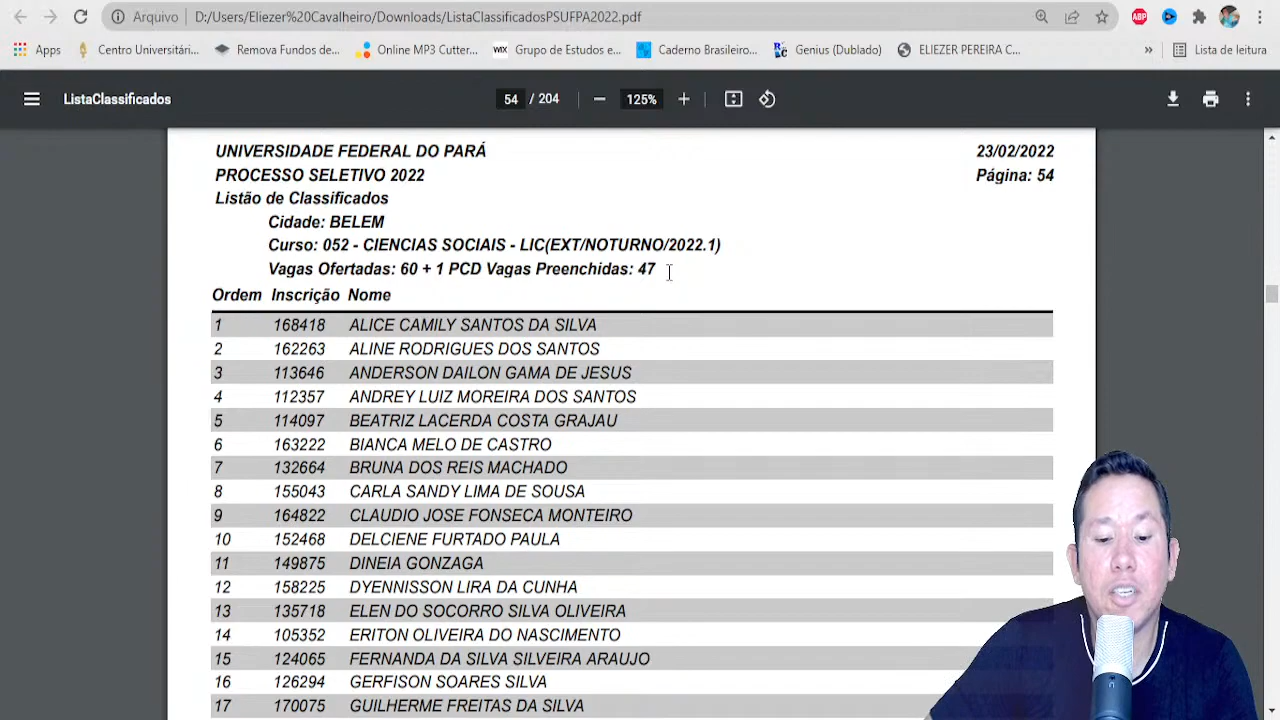 Arquivo D:/Users/Eliezer%20Cavalheiro/Downloads/ListaClassificadosPSUFPA2022.pdf
ABP
Apps Centro Universitári... Remova Fundos de... Online MP3 Cutter... WIX Grupo de Estudos e... Caderno Brasileiro... Genius (Dublado) ELIEZER PEREIRA C... » Lista de leitura
ListaClassificados 54 / 204 125%
UNIVERSIDADE FEDERAL DO PARÁ 23/02/2022
PROCESSO SELETIVO 2022 Página: 54
Listão de Classificados
Cidade: BELEM
Curso: 052 - CIENCIAS SOCIAIS - LIC(EXT/NOTURNO/2022.1)
Vagas Ofertadas: 60 + 1 PCD Vagas Preenchidas: 47
Ordem Inscrição Nome
1 168418 ALICE CAMILY SANTOS DA SILVA
2 162263 ALINE RODRIGUES DOS SANTOS
3 113646 ANDERSON DAILON GAMA DE JESUS
4 112357 ANDREY LUIZ MOREIRA DOS SANTOS
5 114097 BEATRIZ LACERDA COSTA GRAJAU
6 163222 BIANCA MELO DE CASTRO
7 132664 BRUNA DOS REIS MACHADO
8 155043 CARLA SANDY LIMA DE SOUSA
9 164822 CLAUDIO JOSE FONSECA MONTEIRO
10 152468 DELCIENE FURTADO PAULA
11 149875 DINEIA GONZAGA
12 158225 DYENNISSON LIRA DA CUNHA
13 135718 ELEN DO SOCORRO SILVA OLIVEIRA
14 105352 ERITON OLIVEIRA DO NASCIMENTO
15 124065 FERNANDA DA SILVA SILVEIRA ARAUJO
16 126294 GERFISON SOARES SILVA
17 170075 GUILHERME FREITAS DA SILVA